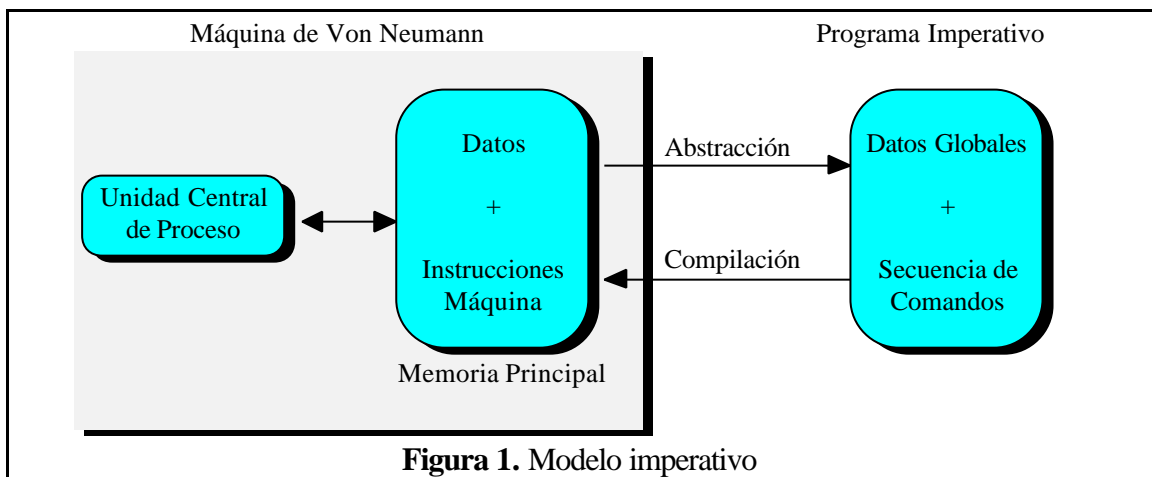 Máquina de Von Neumann
Programa Imperativo
Unidad Central
de Proceso
Datos
+
Instrucciones
Máquina
Memoria Principal
Abstracción
Compilación
Datos Globales
+
Secuencia de
Comandos
Figura 1. Modelo imperativo